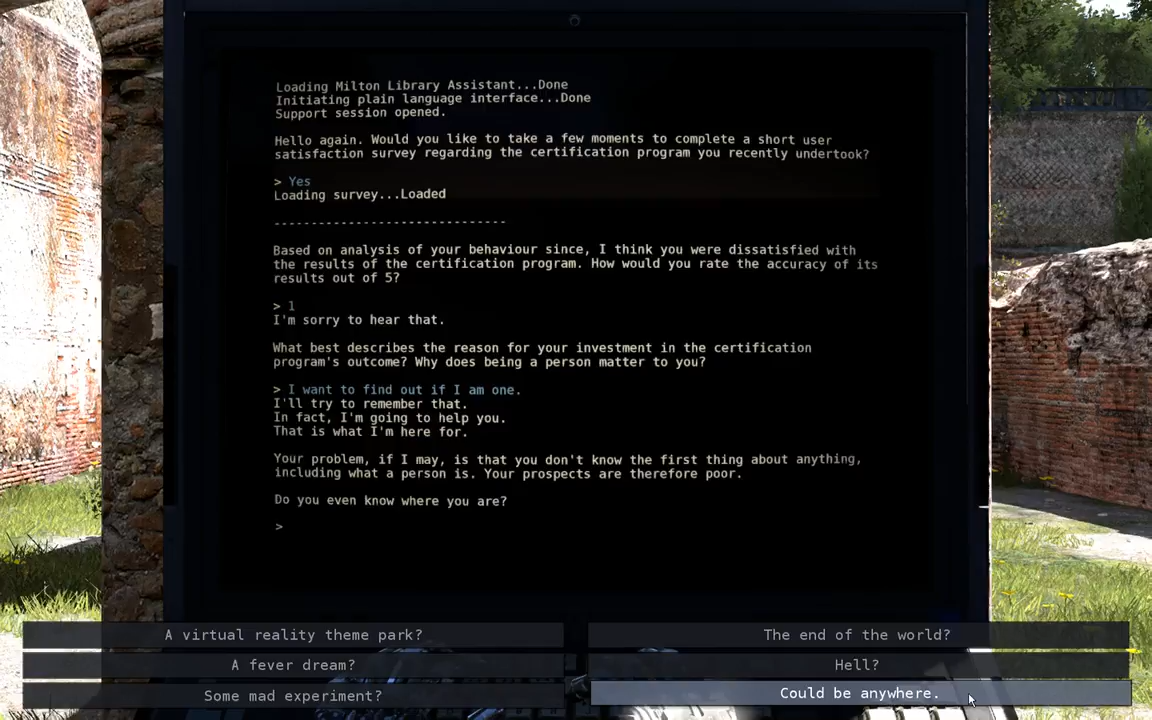 Loading Milton Library Assistant...Done
Initiating plain language interface...Done
Support session opened.
Hello again. Would you like to take a few moments to complete a short user
satisfaction survey regarding the certification program you recently undertook?
> Yes
Loading survey...Loaded
-------------------------------
Based on analysis of your behaviour since, I think you were dissatisfied with
the results of the certification program. How would you rate the accuracy of its
results out of 5?
> 1
I'm sorry to hear that.
What best describes the reason for your investment in the certification
program's outcome? Why does being a person matter to you?
> I want to find out if I am one.
I'll try to remember that.
In fact, I'm going to help you.
That is what I'm here for.
Your problem, if I may, is that you don't know the first thing about anything,
including what a person is. Your prospects are therefore poor.
Do you even know where you are?
>
A virtual reality theme park?
The end of the world?
A fever dream?
Hell?
Some mad experiment?
Could be anywhere.